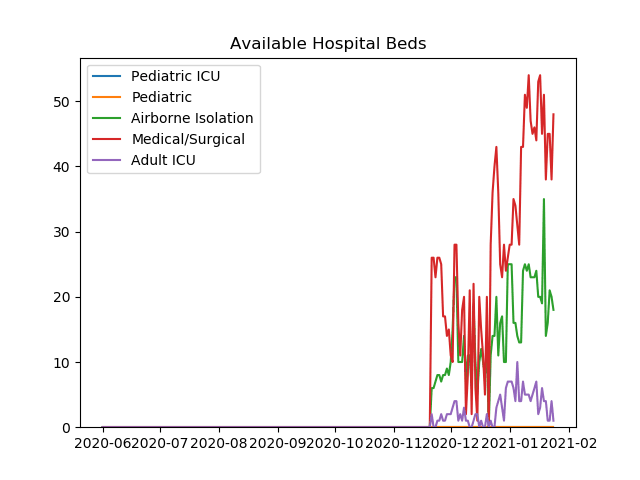 Available Hospital Beds
Pediatric ICU
Pediatric
Airborne Isolation
Medical/Surgical
Adult ICU
50
40
30
20
10
0
2020-06 2020-07 2020-08 2020-09 2020-10 2020-11 2020-12 2021-01 2021-02